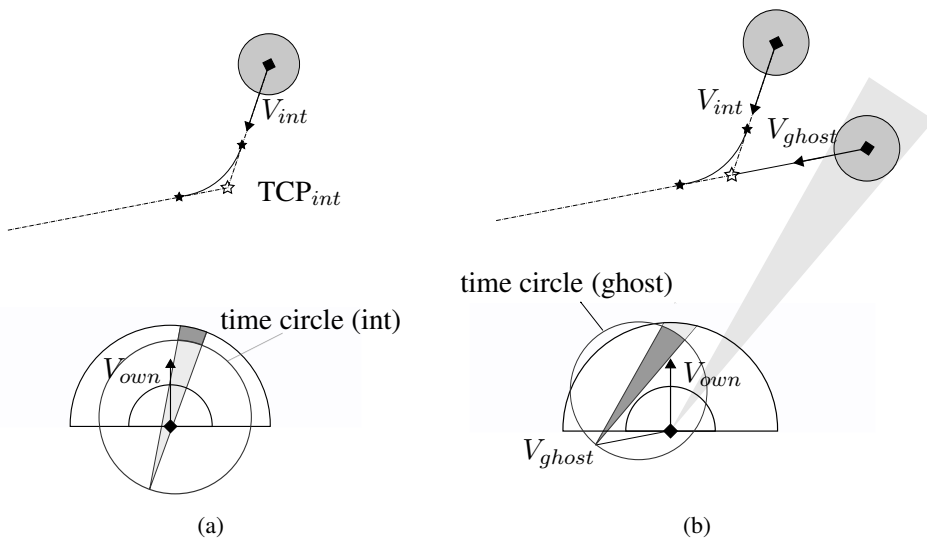 V_int
TCP_int
time circle (int)
V_own
(a)
V_int
V_ghost
time circle (ghost)
V_own
V_ghost
(b)